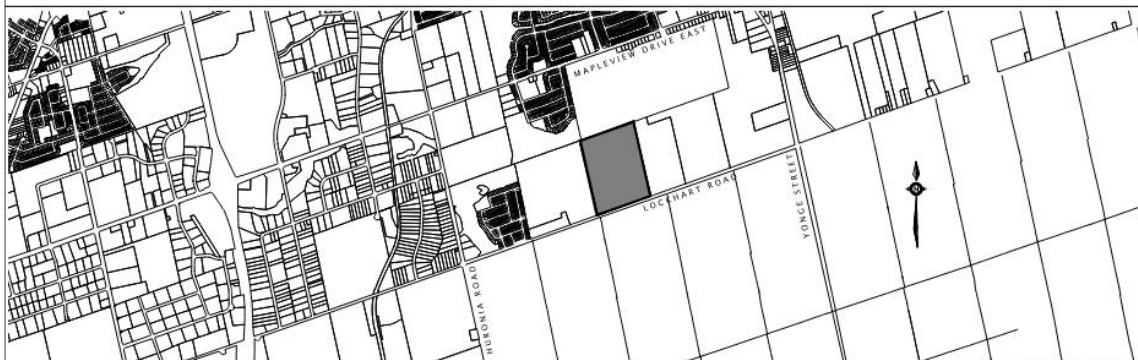 MAPLEVIEW DRIVE EAST
LOCKHART ROAD
YONGE STREET
HURONIA ROAD